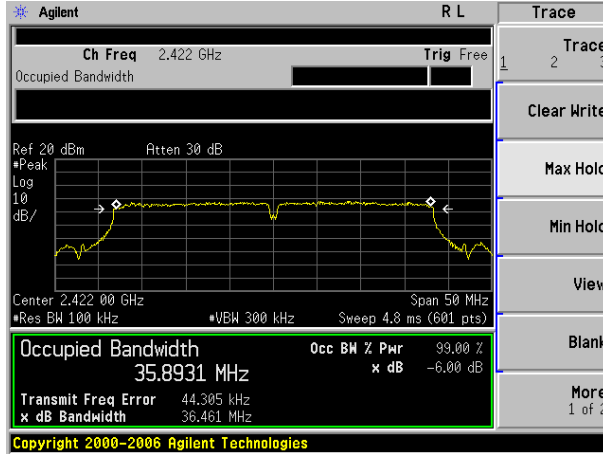 Agilent R L Trace
Ch Freq 2.422 GHz Trig Free
Occupied Bandwidth
Trace
1 2 3
Clear Write
Max Hold
Min Hold
View
Blank
More
1 of 2
Ref 20 dBm Atten 30 dB
#Peak
Log
10
dB/
Center 2.422 00 GHz Span 50 MHz
#Res BW 100 kHz #VBW 300 kHz Sweep 4.8 ms (601 pts)
Occupied Bandwidth Occ BW % Pwr 99.00 %
35.8931 MHz x dB -6.00 dB
Transmit Freq Error 44.305 kHz
x dB Bandwidth 36.461 MHz
Copyright 2000-2006 Agilent Technologies